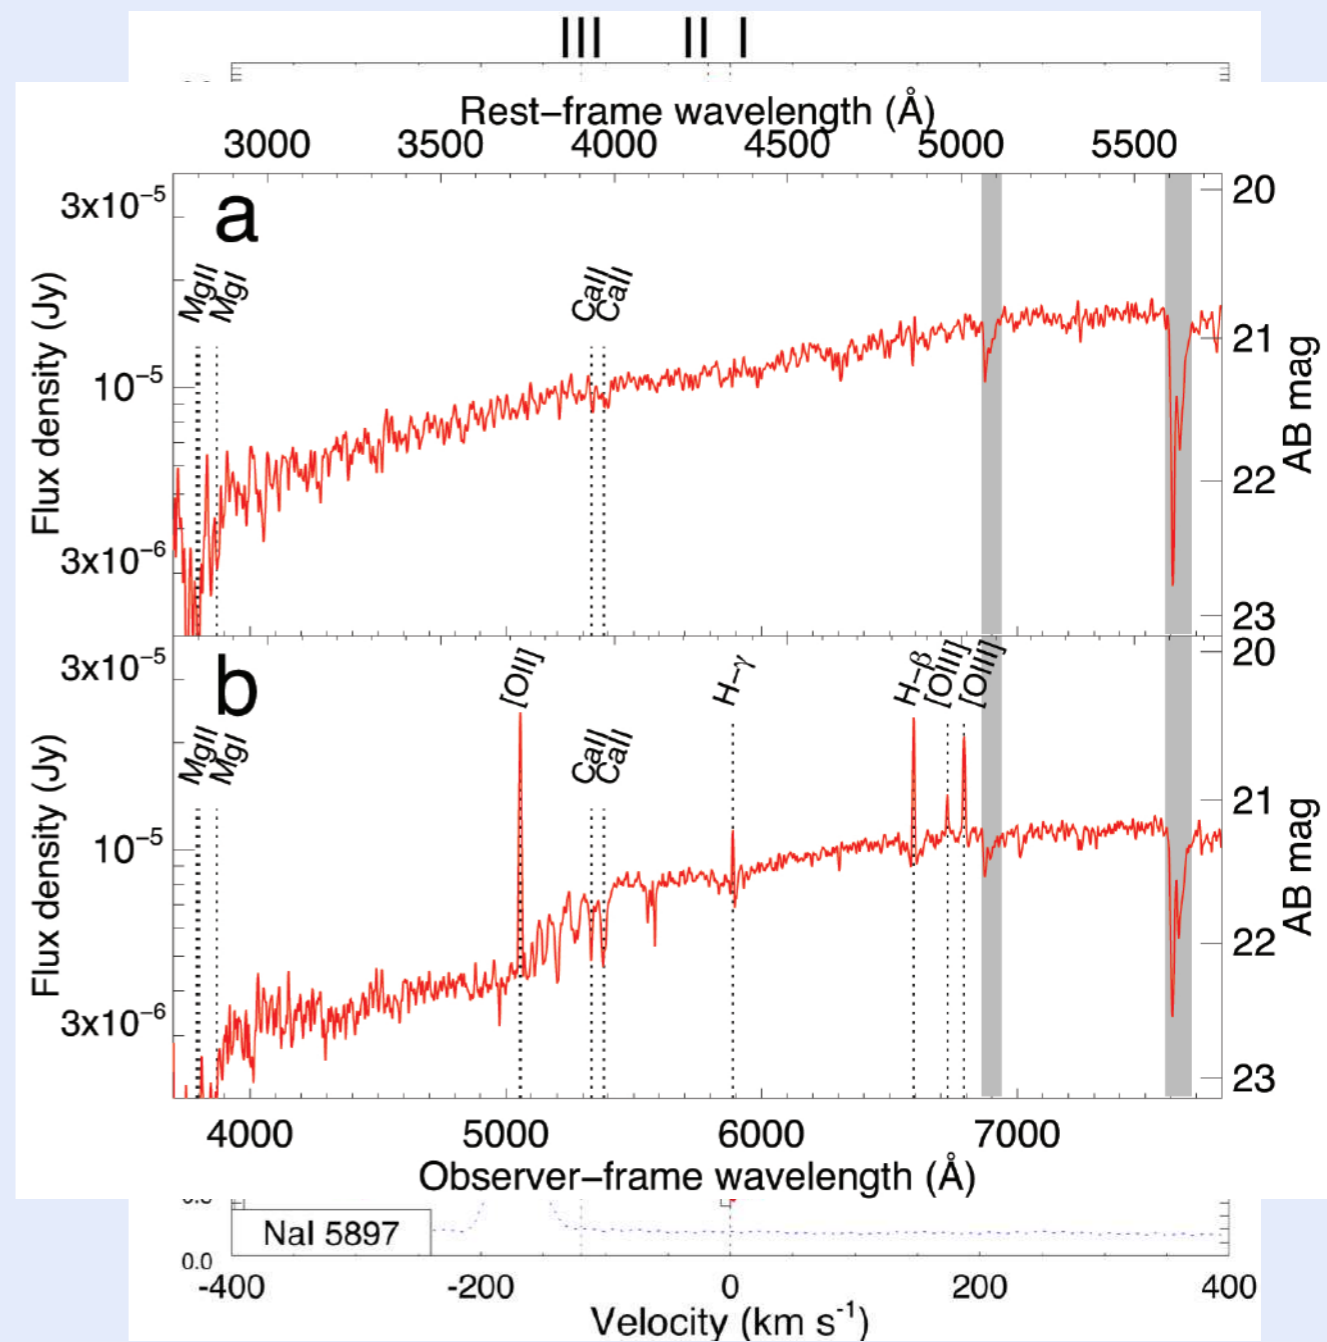 III II I
Rest-frame wavelength (Å)
3000 3500 4000 4500 5000 5500
a
3x10⁻⁵
10⁻⁵
3x10⁻⁶
Flux density (Jy)
MgII
MgI
CaII
CaII
20
21
22
23
AB mag
b
3x10⁻⁵
10⁻⁵
3x10⁻⁶
Flux density (Jy)
MgII
MgI
[OII]
CaII
CaII
H-γ
H-β
[OIII]
[OIII]
20
21
22
23
AB mag
4000 5000 6000 7000
Observer-frame wavelength (Å)
NaI 5897
0.0
-400 -200 0 200 400
Velocity (km s⁻¹)